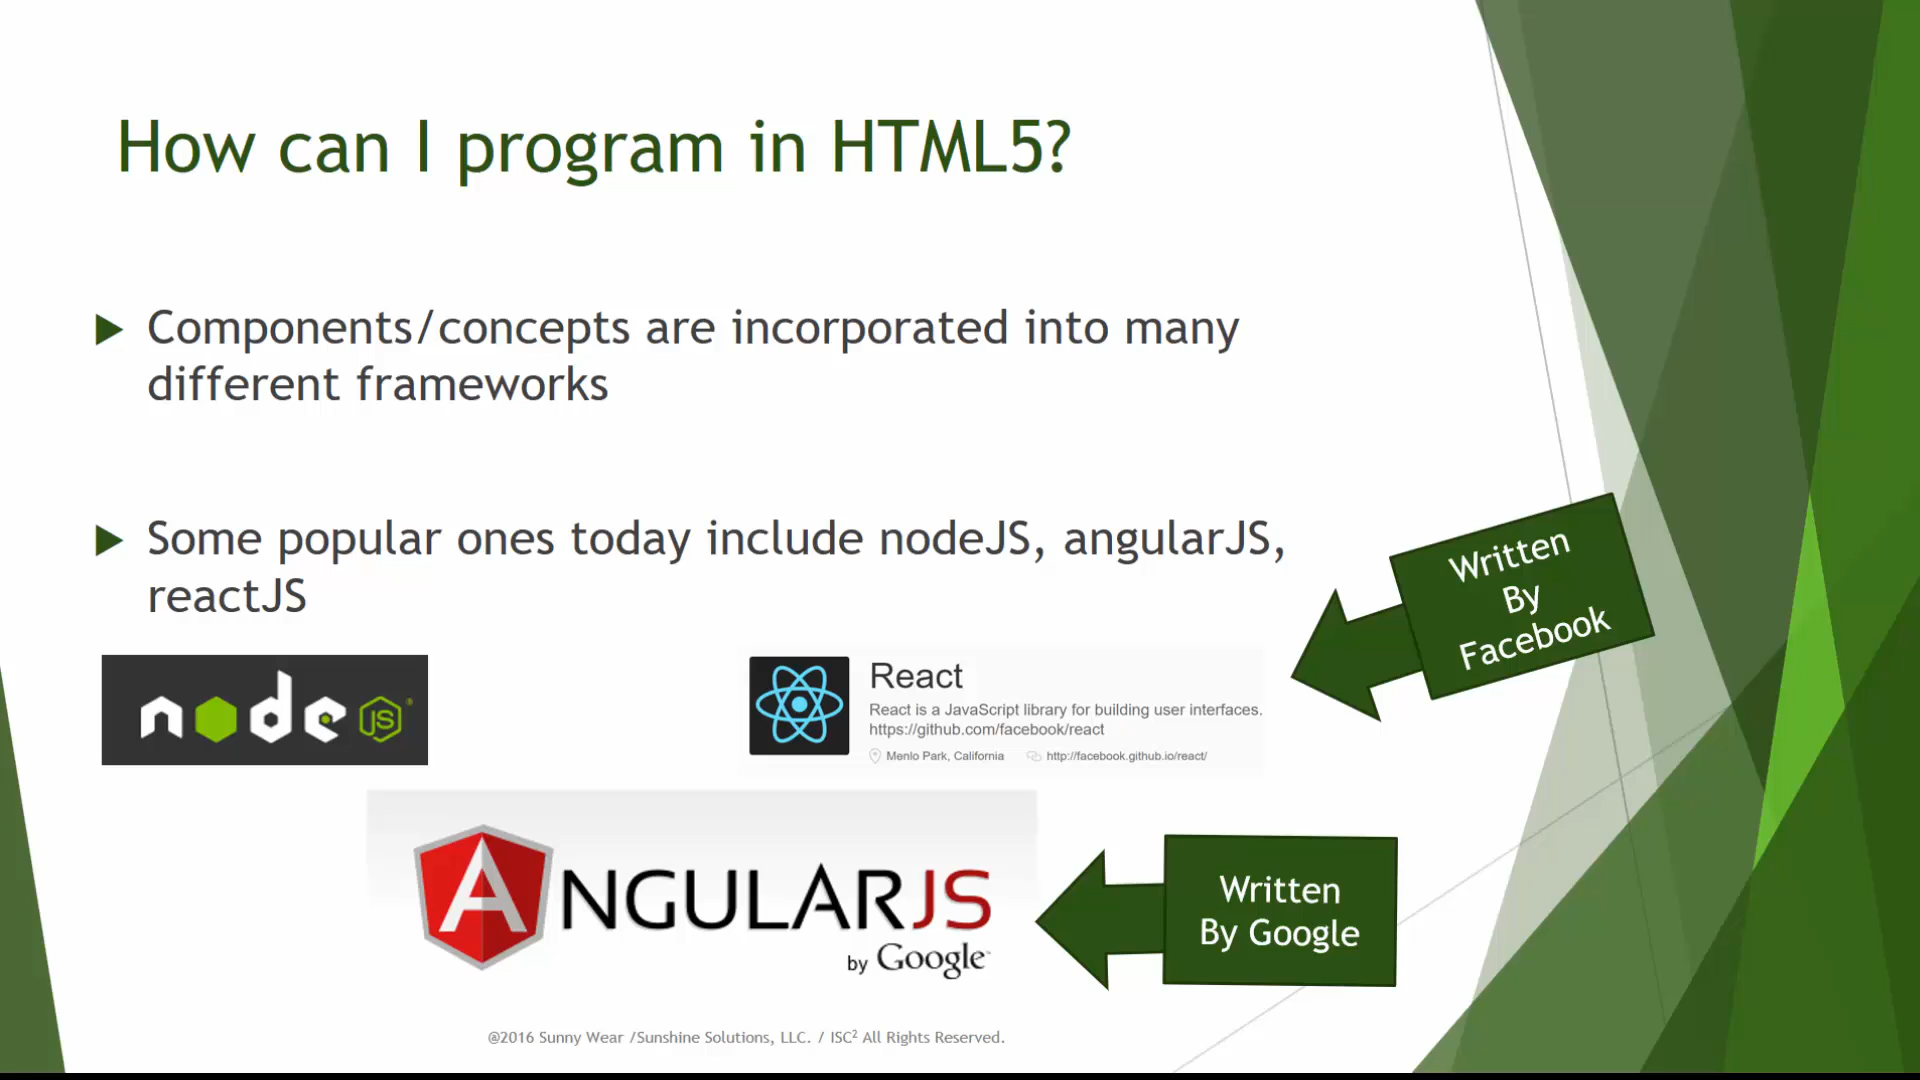 How can I program in HTML5?
Components/concepts are incorporated into many
different frameworks
Some popular ones today include nodeJS, angularJS,
reactJS
Written
By
Facebook
node JS
React
React is a JavaScript library for building user interfaces.
https://github.com/facebook/react
Menlo Park, California http://facebook.github.io/react/
ANGULARJS
by Google
Written
By Google
@2016 Sunny Wear /Sunshine Solutions, LLC. / ISC² All Rights Reserved.